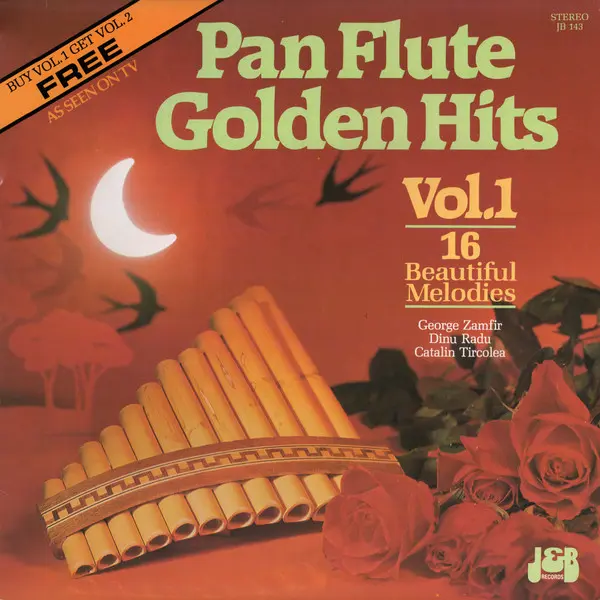 BUY VOL. 1 GET VOL. 2
FREE
AS SEEN ON TV
STEREO
JB 143
Pan Flute
Golden Hits
Vol.1
16
Beautiful
Melodies
George Zamfir
Dinu Radu
Catalin Tircolea
J&B
RECORDS